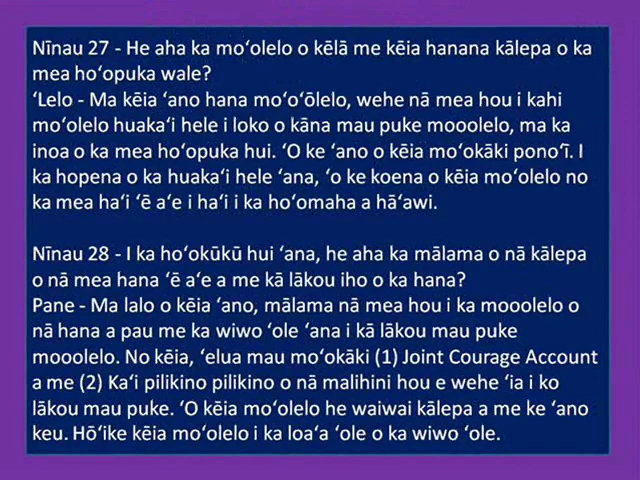 Nīnau 27 - He aha ka moʻolelo o kēlā me kēia hanana kālepa o ka
mea hoʻopuka wale?
ʻLelo - Ma kēia ʻano hana moʻoʻōlelo, wehe nā mea hou i kahi
moʻolelo huakaʻi hele i loko o kāna mau puke mooolelo, ma ka
inoa o ka mea hoʻopuka hui. ʻO ke ʻano o kēia moʻokāki ponoʻī. I
ka hopena o ka huakaʻi hele ʻana, ʻo ke koena o kēia moʻolelo no
ka mea haʻi ʻē aʻe i haʻi i ka hoʻomaha a hāʻawi.
Nīnau 28 - I ka hoʻokūkū hui ʻana, he aha ka mālama o nā kālepa
o nā mea hana ʻē aʻe a me kā lākou iho o ka hana?
Pane - Ma lalo o kēia ʻano, mālama nā mea hou i ka mooolelo o
nā hana a pau me ka wiwo ʻole ʻana i kā lākou mau puke
mooolelo. No kēia, ʻelua mau moʻokāki (1) Joint Courage Account
a me (2) Kaʻi pilikino pilikino o nā malihini hou e wehe ʻia i ko
lākou mau puke. ʻO kēia moʻolelo he waiwai kālepa a me ke ʻano
keu. Hōʻike kēia moʻolelo i ka loaʻa ʻole o ka wiwo ʻole.